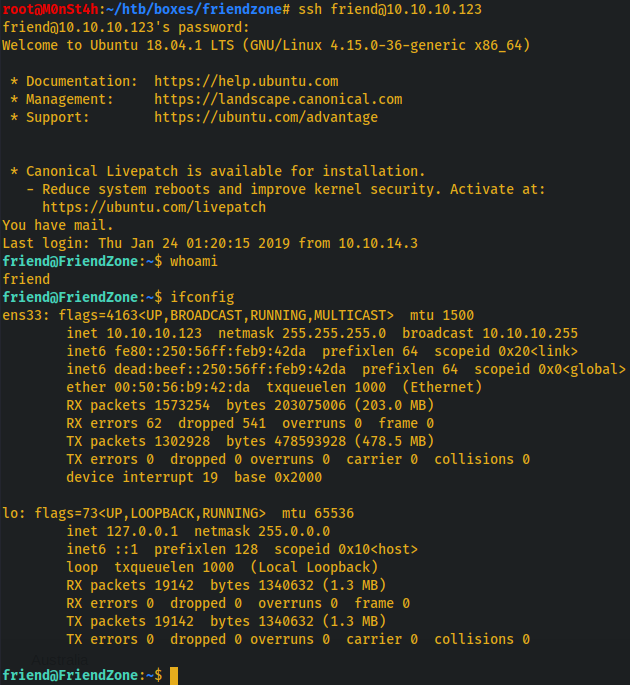 root@M0nSt4h:~/htb/boxes/friendzone# ssh friend@10.10.10.123
friend@10.10.10.123's password:
Welcome to Ubuntu 18.04.1 LTS (GNU/Linux 4.15.0-36-generic x86_64)
* Documentation:  https://help.ubuntu.com
* Management:     https://landscape.canonical.com
* Support:        https://ubuntu.com/advantage
* Canonical Livepatch is available for installation.
- Reduce system reboots and improve kernel security. Activate at:
https://ubuntu.com/livepatch
You have mail.
Last login: Thu Jan 24 01:20:15 2019 from 10.10.14.3
friend@FriendZone:~$ whoami
friend
friend@FriendZone:~$ ifconfig
ens33: flags=4163<UP,BROADCAST,RUNNING,MULTICAST>  mtu 1500
inet 10.10.10.123  netmask 255.255.255.0  broadcast 10.10.10.255
inet6 fe80::250:56ff:feb9:42da  prefixlen 64  scopeid 0x20<link>
inet6 dead:beef::250:56ff:feb9:42da  prefixlen 64  scopeid 0x0<global>
ether 00:50:56:b9:42:da  txqueuelen 1000  (Ethernet)
RX packets 1573254  bytes 203075006 (203.0 MB)
RX errors 62  dropped 541  overruns 0  frame 0
TX packets 1302928  bytes 478593928 (478.5 MB)
TX errors 0  dropped 0 overruns 0  carrier 0  collisions 0
device interrupt 19  base 0x2000
lo: flags=73<UP,LOOPBACK,RUNNING>  mtu 65536
inet 127.0.0.1  netmask 255.0.0.0
inet6 ::1  prefixlen 128  scopeid 0x10<host>
loop  txqueuelen 1000  (Local Loopback)
RX packets 19142  bytes 1340632 (1.3 MB)
RX errors 0  dropped 0  overruns 0  frame 0
TX packets 19142  bytes 1340632 (1.3 MB)
TX errors 0  dropped 0 overruns 0  carrier 0  collisions 0
friend@FriendZone:~$